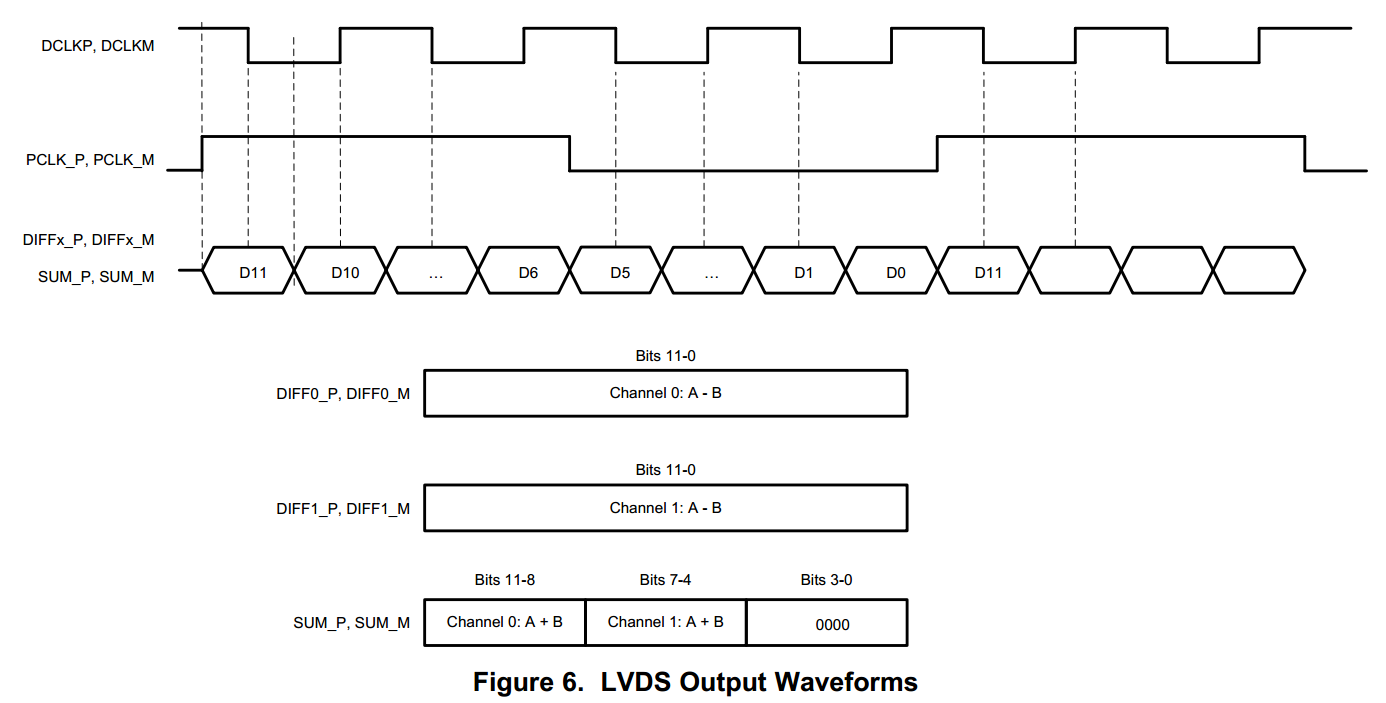 DCLKP, DCLKM
PCLK_P, PCLK_M
DIFFx_P, DIFFx_M
SUM_P, SUM_M
D11 D10 ... D6 D5 ... D1 D0 D11
Bits 11-0
DIFF0_P, DIFF0_M Channel 0: A - B
Bits 11-0
DIFF1_P, DIFF1_M Channel 1: A - B
Bits 11-8 Bits 7-4 Bits 3-0
SUM_P, SUM_M Channel 0: A + B Channel 1: A + B 0000
Figure 6. LVDS Output Waveforms